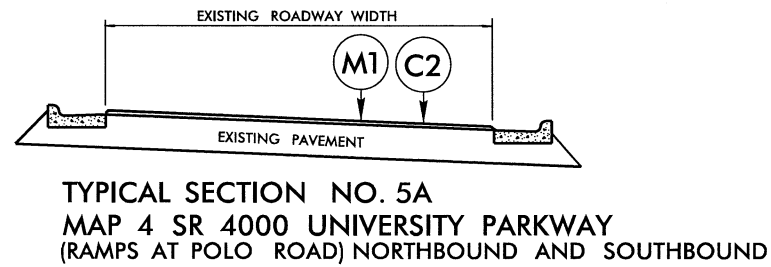 EXISTING ROADWAY WIDTH
M1
C2
EXISTING PAVEMENT
TYPICAL SECTION NO. 5A
MAP 4 SR 4000 UNIVERSITY PARKWAY
(RAMPS AT POLO ROAD) NORTHBOUND AND SOUTHBOUND